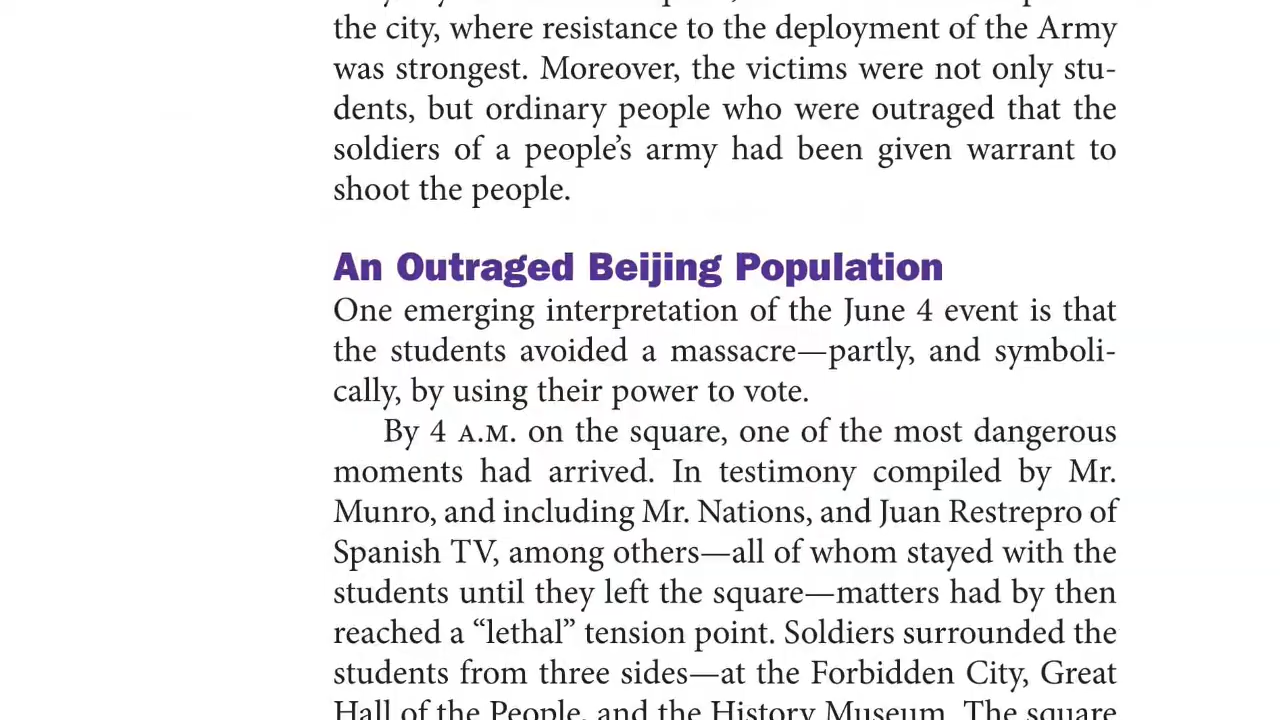 the city, where resistance to the deployment of the Army
was strongest. Moreover, the victims were not only stu-
dents, but ordinary people who were outraged that the
soldiers of a people’s army had been given warrant to
shoot the people.
An Outraged Beijing Population
One emerging interpretation of the June 4 event is that
the students avoided a massacre—partly, and symboli-
cally, by using their power to vote.
By 4 A.M. on the square, one of the most dangerous
moments had arrived. In testimony compiled by Mr.
Munro, and including Mr. Nations, and Juan Restrepro of
Spanish TV, among others—all of whom stayed with the
students until they left the square—matters had by then
reached a “lethal” tension point. Soldiers surrounded the
students from three sides—at the Forbidden City, Great
Hall of the People, and the History Museum. The square